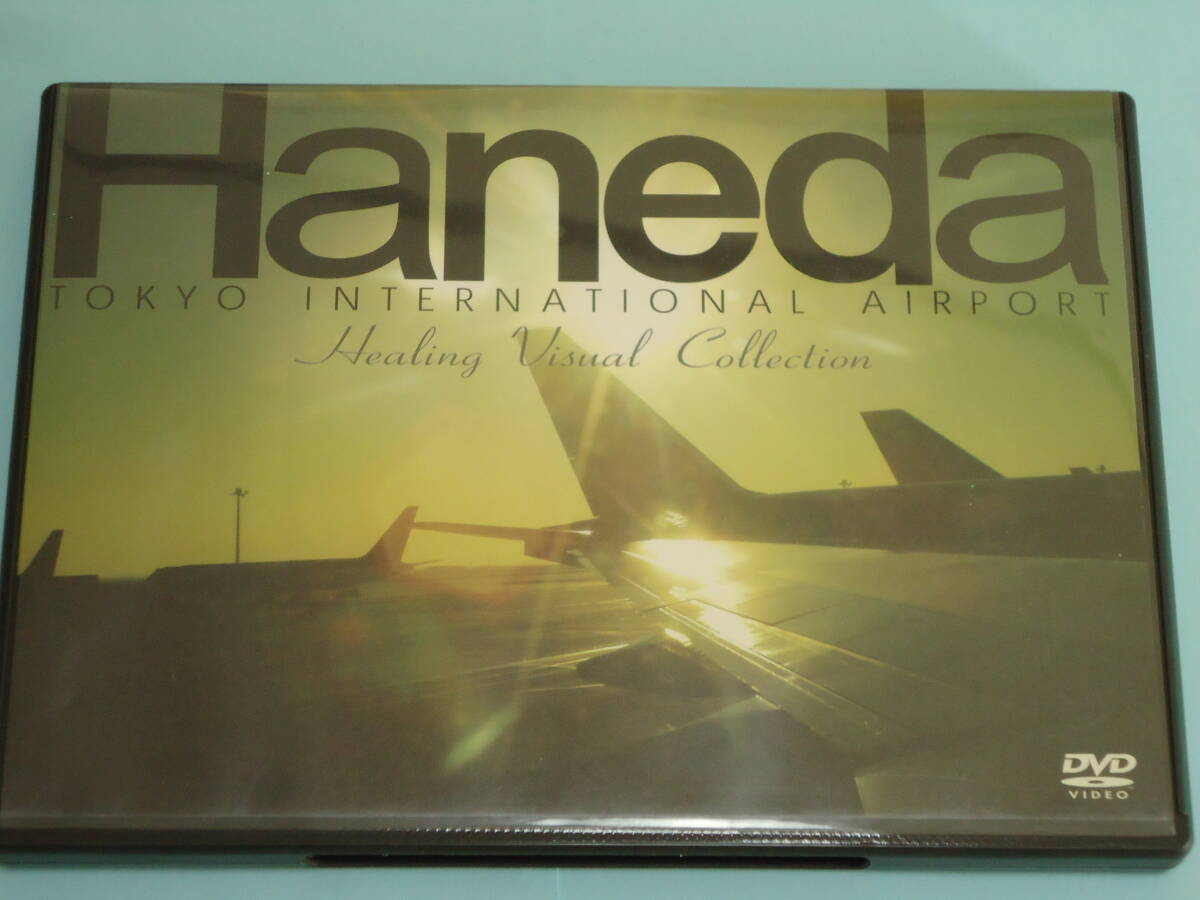 Haneda
TOKYO INTERNATIONAL AIRPORT
Healing Visual Collection
DVD
VIDEO